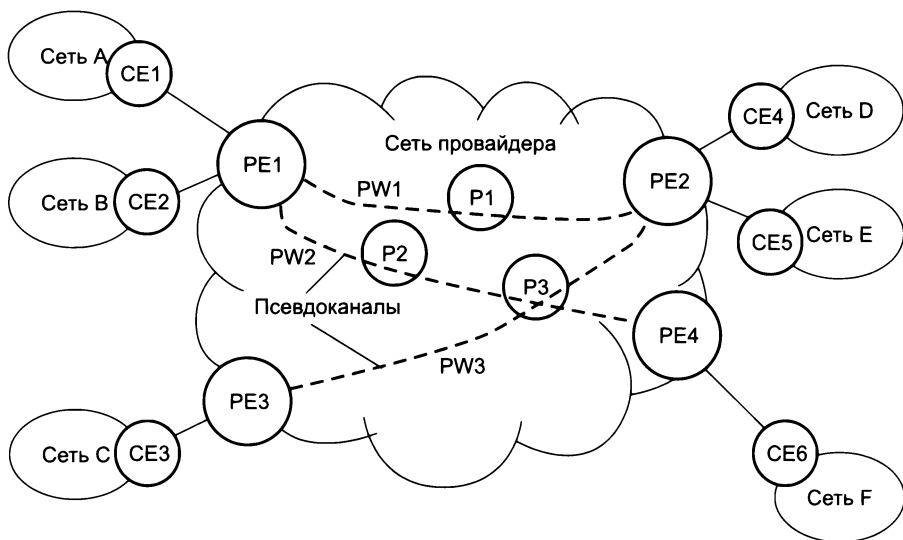 Сеть A
CE1
CE4
Сеть D
Сеть провайдера
PE1
PE2
Сеть B
CE2
PW1
P1
CE5
Сеть E
PW2
P2
P3
Псевдоканалы
PE4
PW3
PE3
Сеть C
CE3
CE6
Сеть F